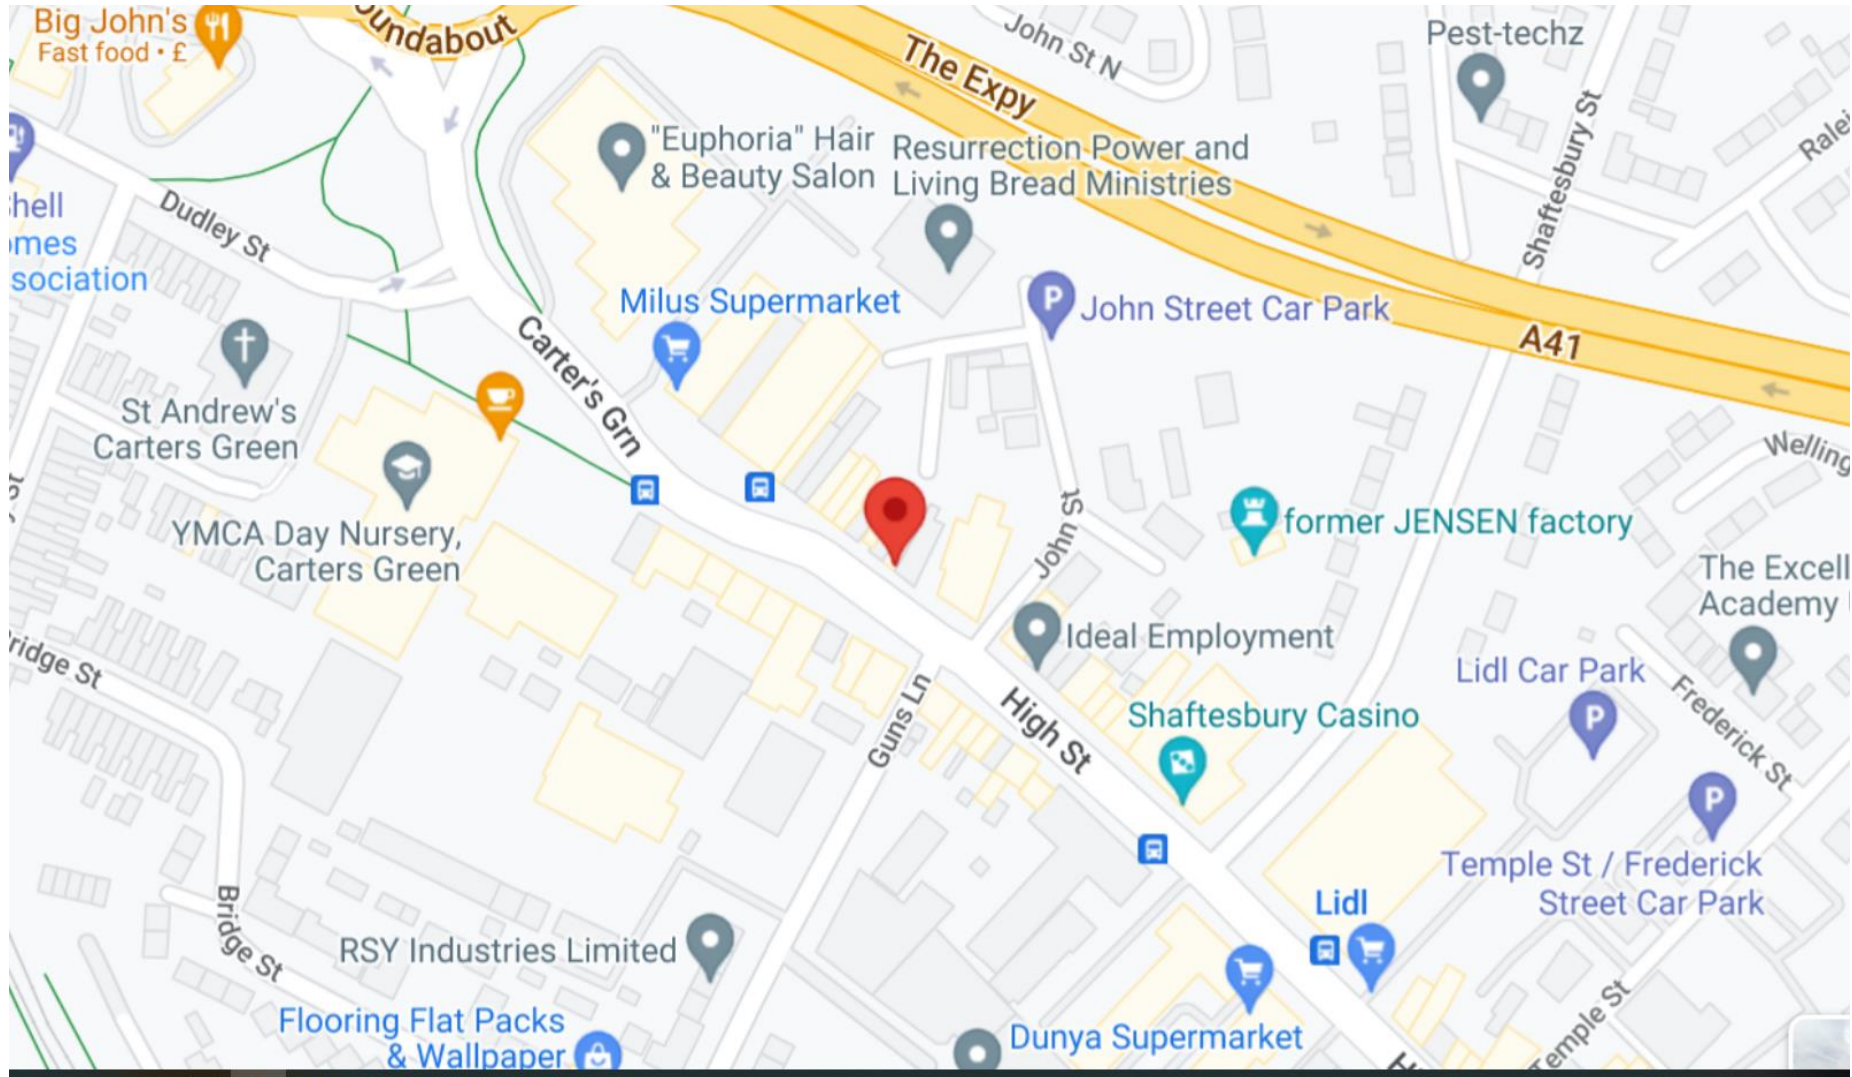 Big John's
Fast food • £
oundabout
The Expy
John St N
Pest-techz
Shaftesbury St
"Euphoria" Hair
& Beauty Salon
Resurrection Power and
Living Bread Ministries
Dudley St
Milus Supermarket
P
John Street Car Park
A41
Carter's Grn
St Andrew's
Carters Green
YMCA Day Nursery,
Carters Green
John St
former JENSEN factory
The Excell
Academy
Ideal Employment
Lidl Car Park
P
Frederick St
Guns Ln
High St
Shaftesbury Casino
P
Temple St / Frederick
Street Car Park
Bridge St
Lidl
RSY Industries Limited
Flooring Flat Packs
& Wallpaper
Dunya Supermarket
Temple St